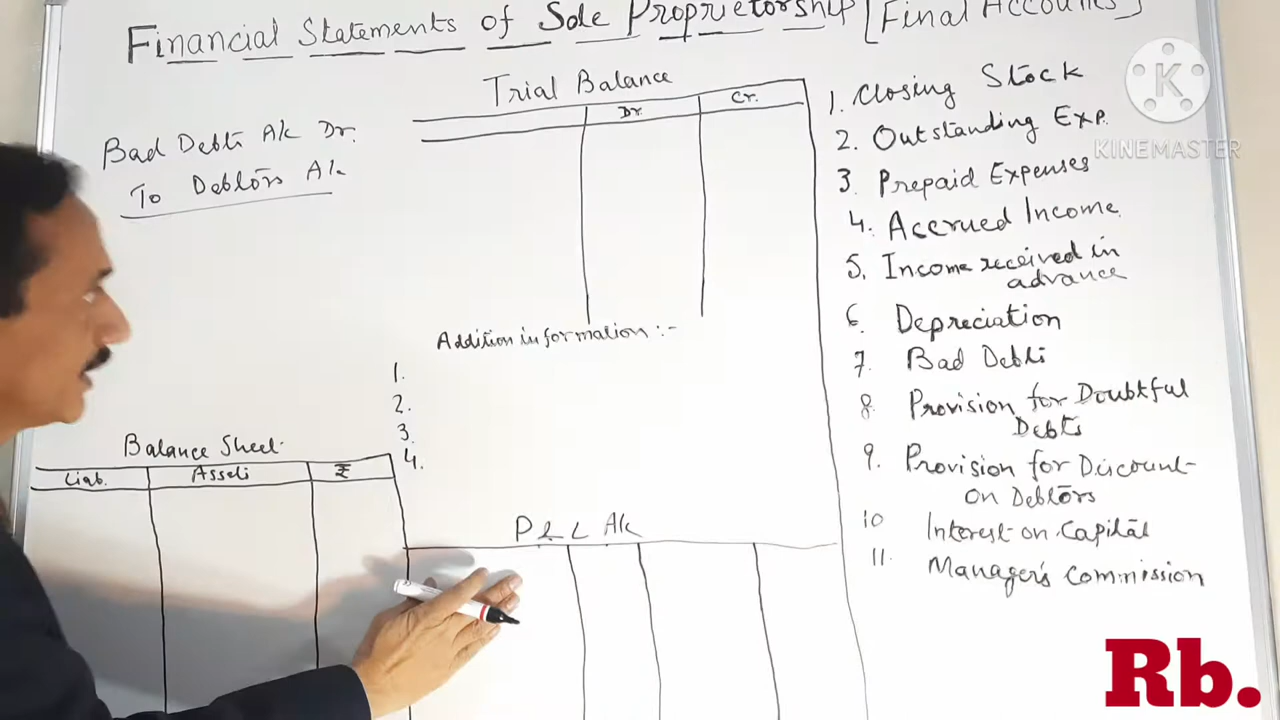 Financial Statements of Sole Proprietorship [Final Accounts]
Trial Balance
Dr. Cr.
Bad Debts A/c Dr.
To Debtors A/c
Addition information :-
1.
2.
3.
4.
Balance Sheet
Liab. Assets ₹
P & L A/c
1. Closing Stock
2. Outstanding Exp.
3. Prepaid Expenses
4. Accrued Income
5. Income received in
advance
6. Depreciation
7. Bad Debts
8. Provision for Doubtful
Debts
9. Provision for Discount
on Debtors
10 Interest on Capital
11. Manager's Commission
K
KINEMASTER
Rb.